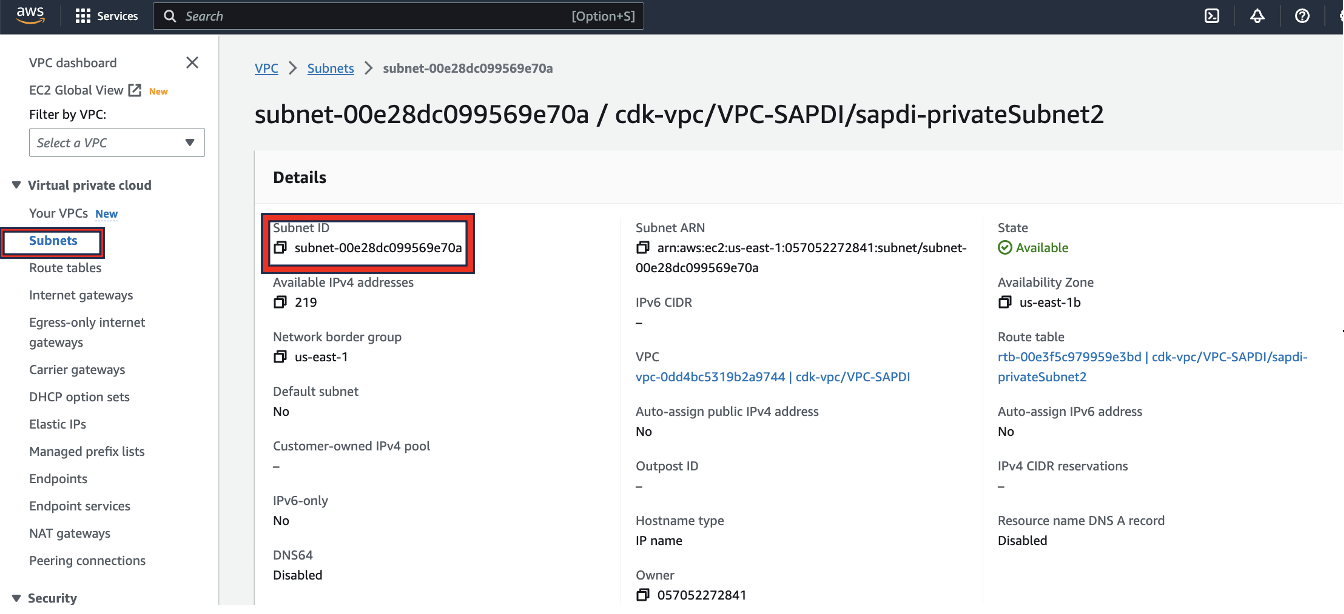 aws
Services
Search
[Option+S]
VPC dashboard
EC2 Global View New
Filter by VPC:
Select a VPC
Virtual private cloud
Your VPCs New
Subnets
Route tables
Internet gateways
Egress-only internet
gateways
Carrier gateways
DHCP option sets
Elastic IPs
Managed prefix lists
Endpoints
Endpoint services
NAT gateways
Peering connections
Security
VPC > Subnets > subnet-00e28dc099569e70a
subnet-00e28dc099569e70a / cdk-vpc/VPC-SAPDI/sapdi-privateSubnet2
Details
Subnet ID
subnet-00e28dc099569e70a
Available IPv4 addresses
219
Network border group
us-east-1
Default subnet
No
Customer-owned IPv4 pool
–
IPv6-only
No
DNS64
Disabled
Subnet ARN
arn:aws:ec2:us-east-1:057052272841:subnet/subnet-
00e28dc099569e70a
IPv6 CIDR
–
VPC
vpc-0dd4bc5319b2a9744 | cdk-vpc/VPC-SAPDI
Auto-assign public IPv4 address
No
Outpost ID
–
Hostname type
IP name
Owner
057052272841
State
Available
Availability Zone
us-east-1b
Route table
rtb-00e3f5c979959e3bd | cdk-vpc/VPC-SAPDI/sapdi-
privateSubnet2
Auto-assign IPv6 address
No
IPv4 CIDR reservations
–
Resource name DNS A record
Disabled